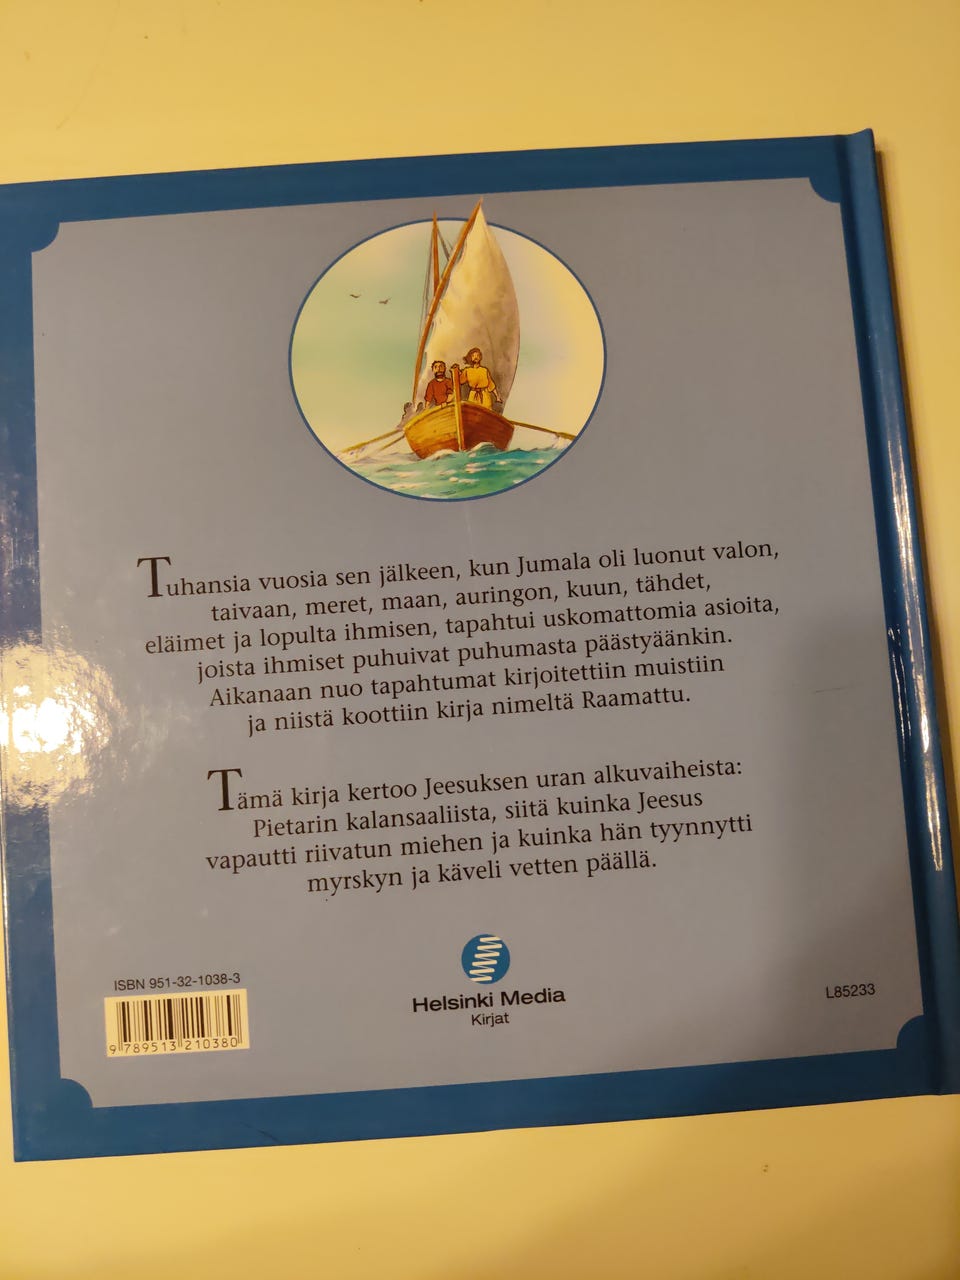 Tuhansia vuosia sen jälkeen, kun Jumala oli luonut valon,
taivaan, meret, maan, auringon, kuun, tähdet,
eläimet ja lopulta ihmisen, tapahtui uskomattomia asioita,
joista ihmiset puhuivat puhumasta päästyäänkin.
Aikanaan nuo tapahtumat kirjoitettiin muistiin
ja niistä koottiin kirja nimeltä Raamattu.
Tämä kirja kertoo Jeesuksen uran alkuvaiheista:
Pietarin kalansaaliista, siitä kuinka Jeesus
vapautti riivatun miehen ja kuinka hän tyynnytti
myrskyn ja käveli vetten päällä.
ISBN 951-32-1038-3
9 789513 210380
Helsinki Media
Kirjat
L85233